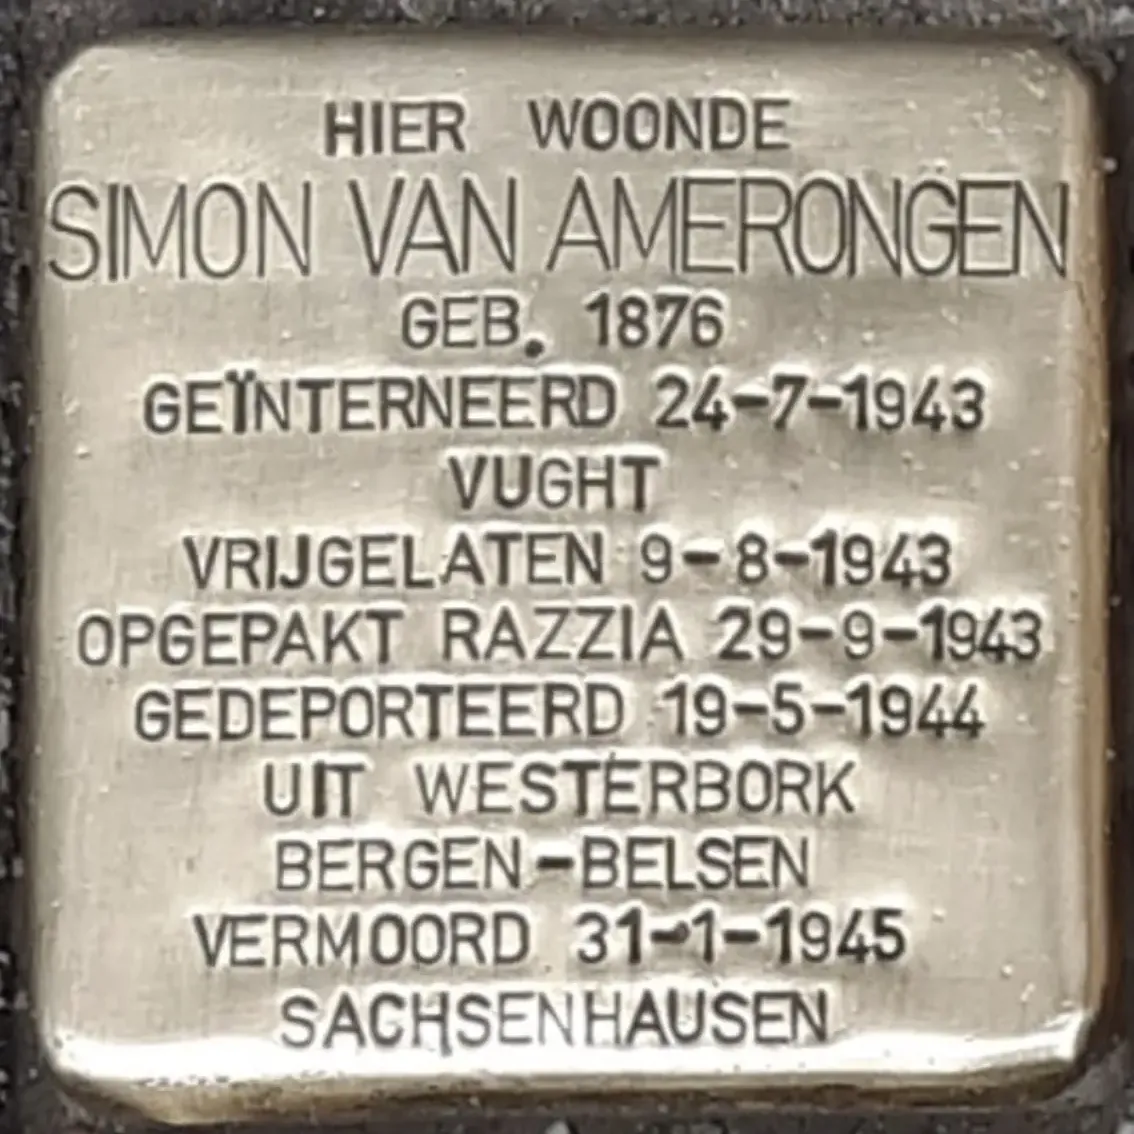 HIER WOONDE
SIMON VAN AMERONGEN
GEB. 1876
GEÏNTERNEERD 24-7-1943
VUGHT
VRIJGELATEN 9-8-1943
OPGEPAKT RAZZIA 29-9-1943
GEDEPORTEERD 19-5-1944
UIT WESTERBORK
BERGEN-BELSEN
VERMOORD 31-1-1945
SACHSENHAUSEN